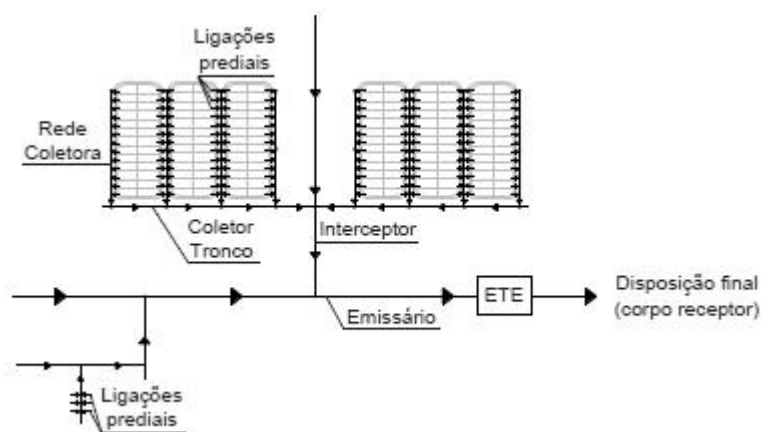 Ligações
prediais
Rede
Coletora
Coletor
Tronco
Interceptor
Emissário
ETE
Disposição final
(corpo receptor)
Ligações
prediais